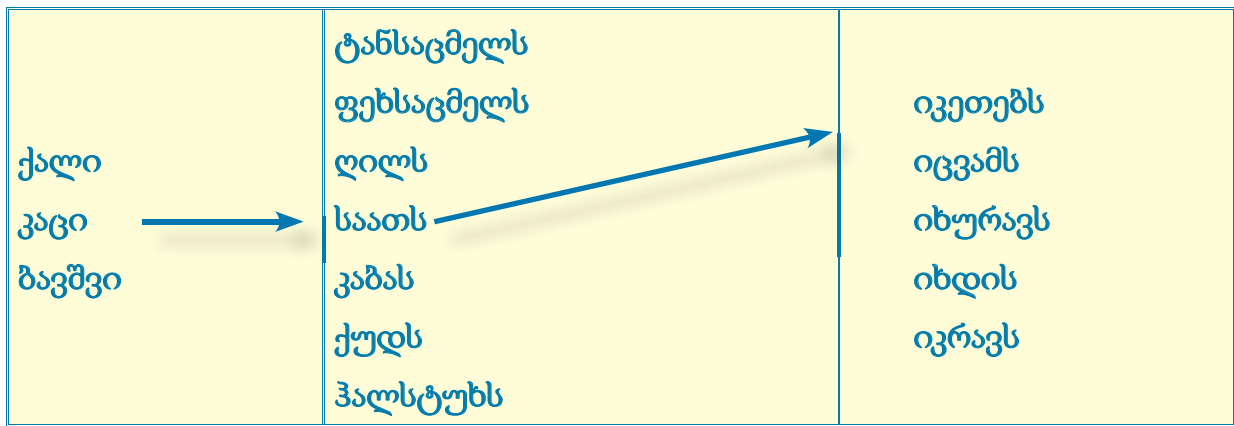 ქალი
კაცი
ბავშვი
ტანსაცმელს
ფეხსაცმელს
ღილს
საათს
კაბას
ქუდს
ჰალსტუხს
იკეთებს
იცვამს
იხურავს
იხდის
იკრავს